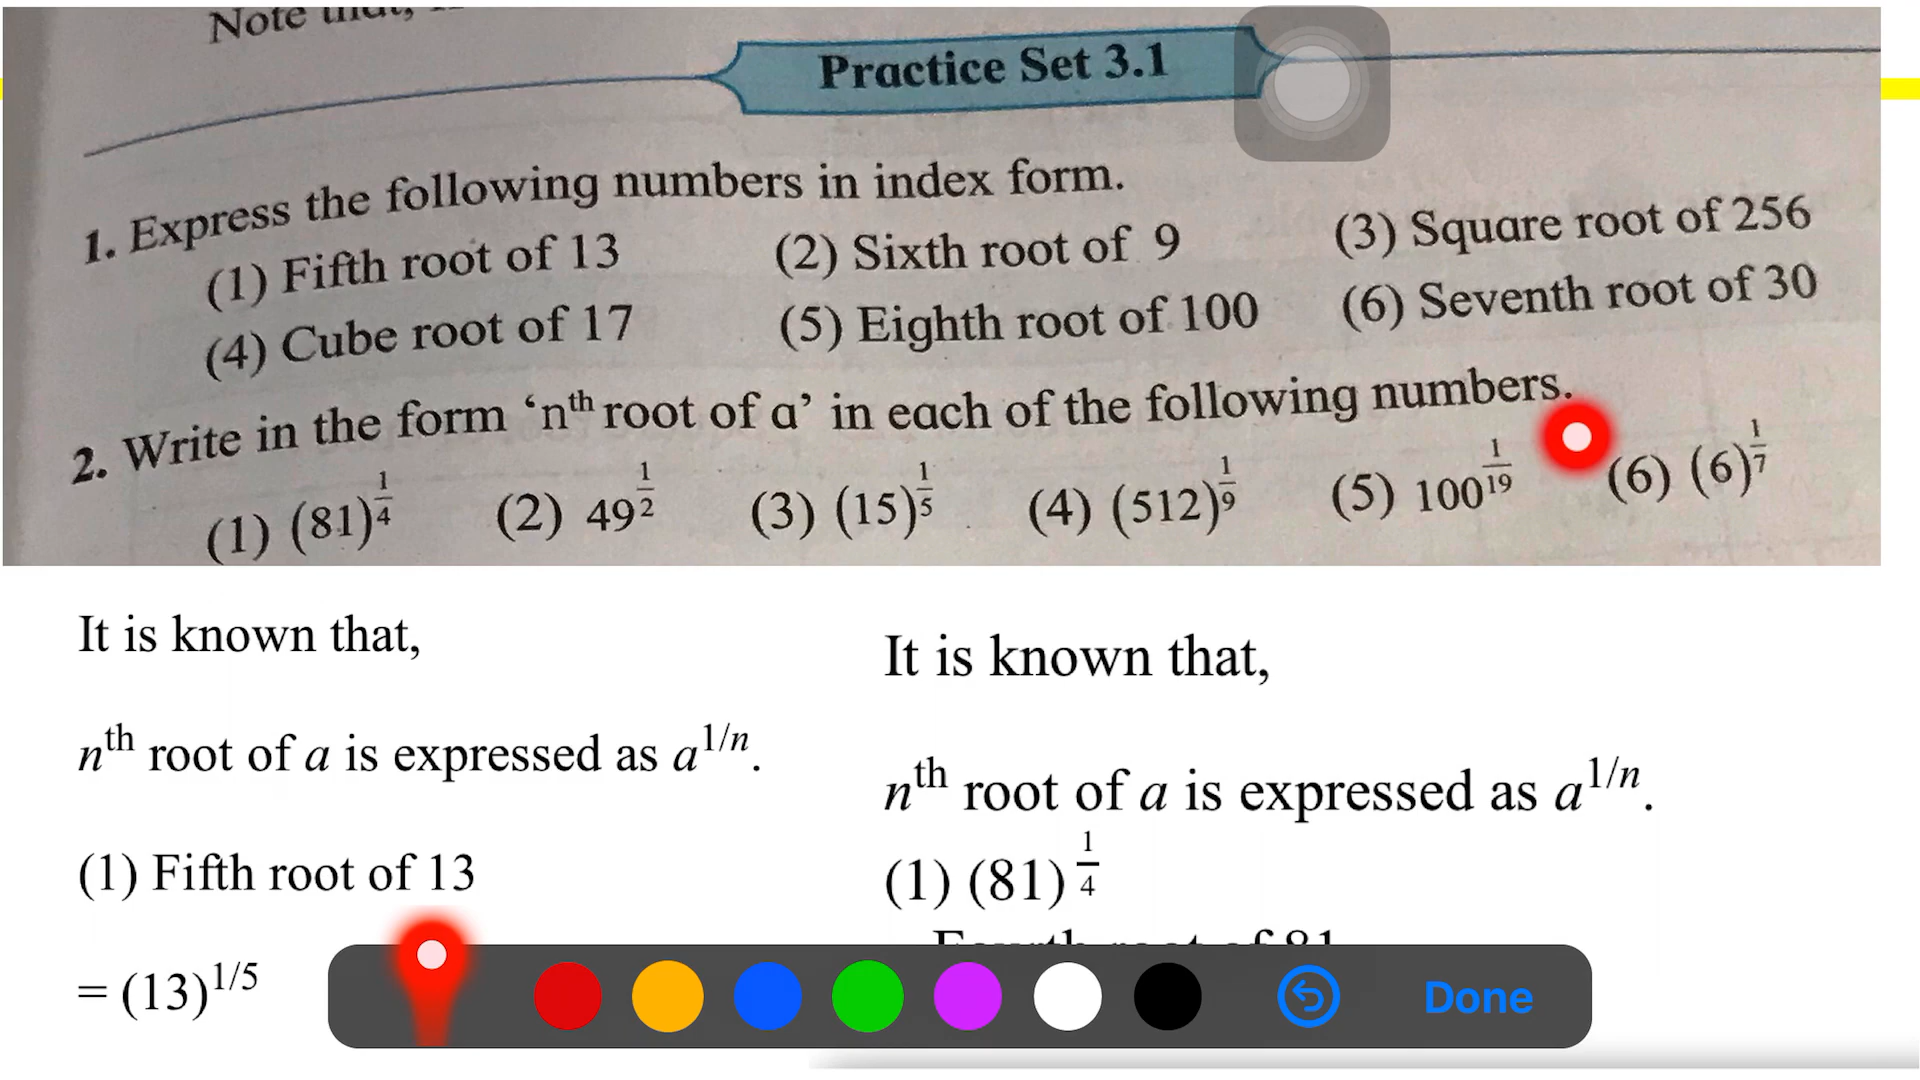 Note that,
Practice Set 3.1
1. Express the following numbers in index form.
(1) Fifth root of 13 (2) Sixth root of 9 (3) Square root of 256
(4) Cube root of 17 (5) Eighth root of 100 (6) Seventh root of 30
2. Write in the form ‘nᵗʰ root of a’ in each of the following numbers.
(1) (81)^(1/4) (2) 49^(1/2) (3) (15)^(1/5) (4) (512)^(1/9) (5) 100^(1/19) (6) (6)^(1/7)
It is known that,
nᵗʰ root of a is expressed as a^1/n.
(1) Fifth root of 13
= (13)^1/5
It is known that,
nᵗʰ root of a is expressed as a^1/n.
(1) (81)^(1/4)
Fourth root of 81
Done